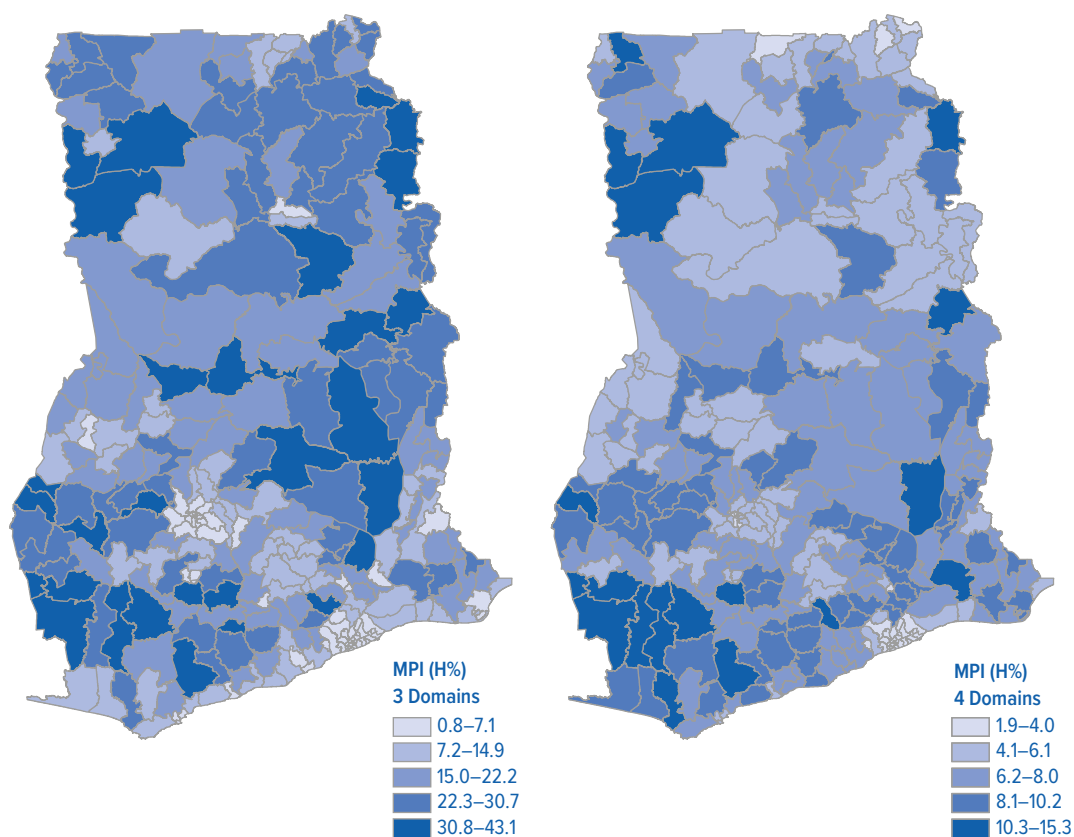 MPI (H%)
3 Domains
0.8–7.1
7.2–14.9
15.0–22.2
22.3–30.7
30.8–43.1
MPI (H%)
4 Domains
1.9–4.0
4.1–6.1
6.2–8.0
8.1–10.2
10.3–15.3